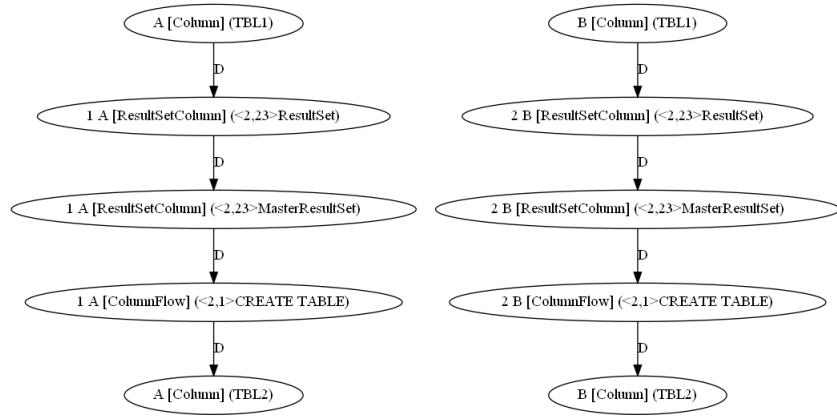 A [Column] (TBL1)
D
1 A [ResultSetColumn] (<2,23>ResultSet)
D
1 A [ResultSetColumn] (<2,23>MasterResultSet)
D
1 A [ColumnFlow] (<2,1>CREATE TABLE)
D
A [Column] (TBL2)
B [Column] (TBL1)
D
2 B [ResultSetColumn] (<2,23>ResultSet)
D
2 B [ResultSetColumn] (<2,23>MasterResultSet)
D
2 B [ColumnFlow] (<2,1>CREATE TABLE)
D
B [Column] (TBL2)